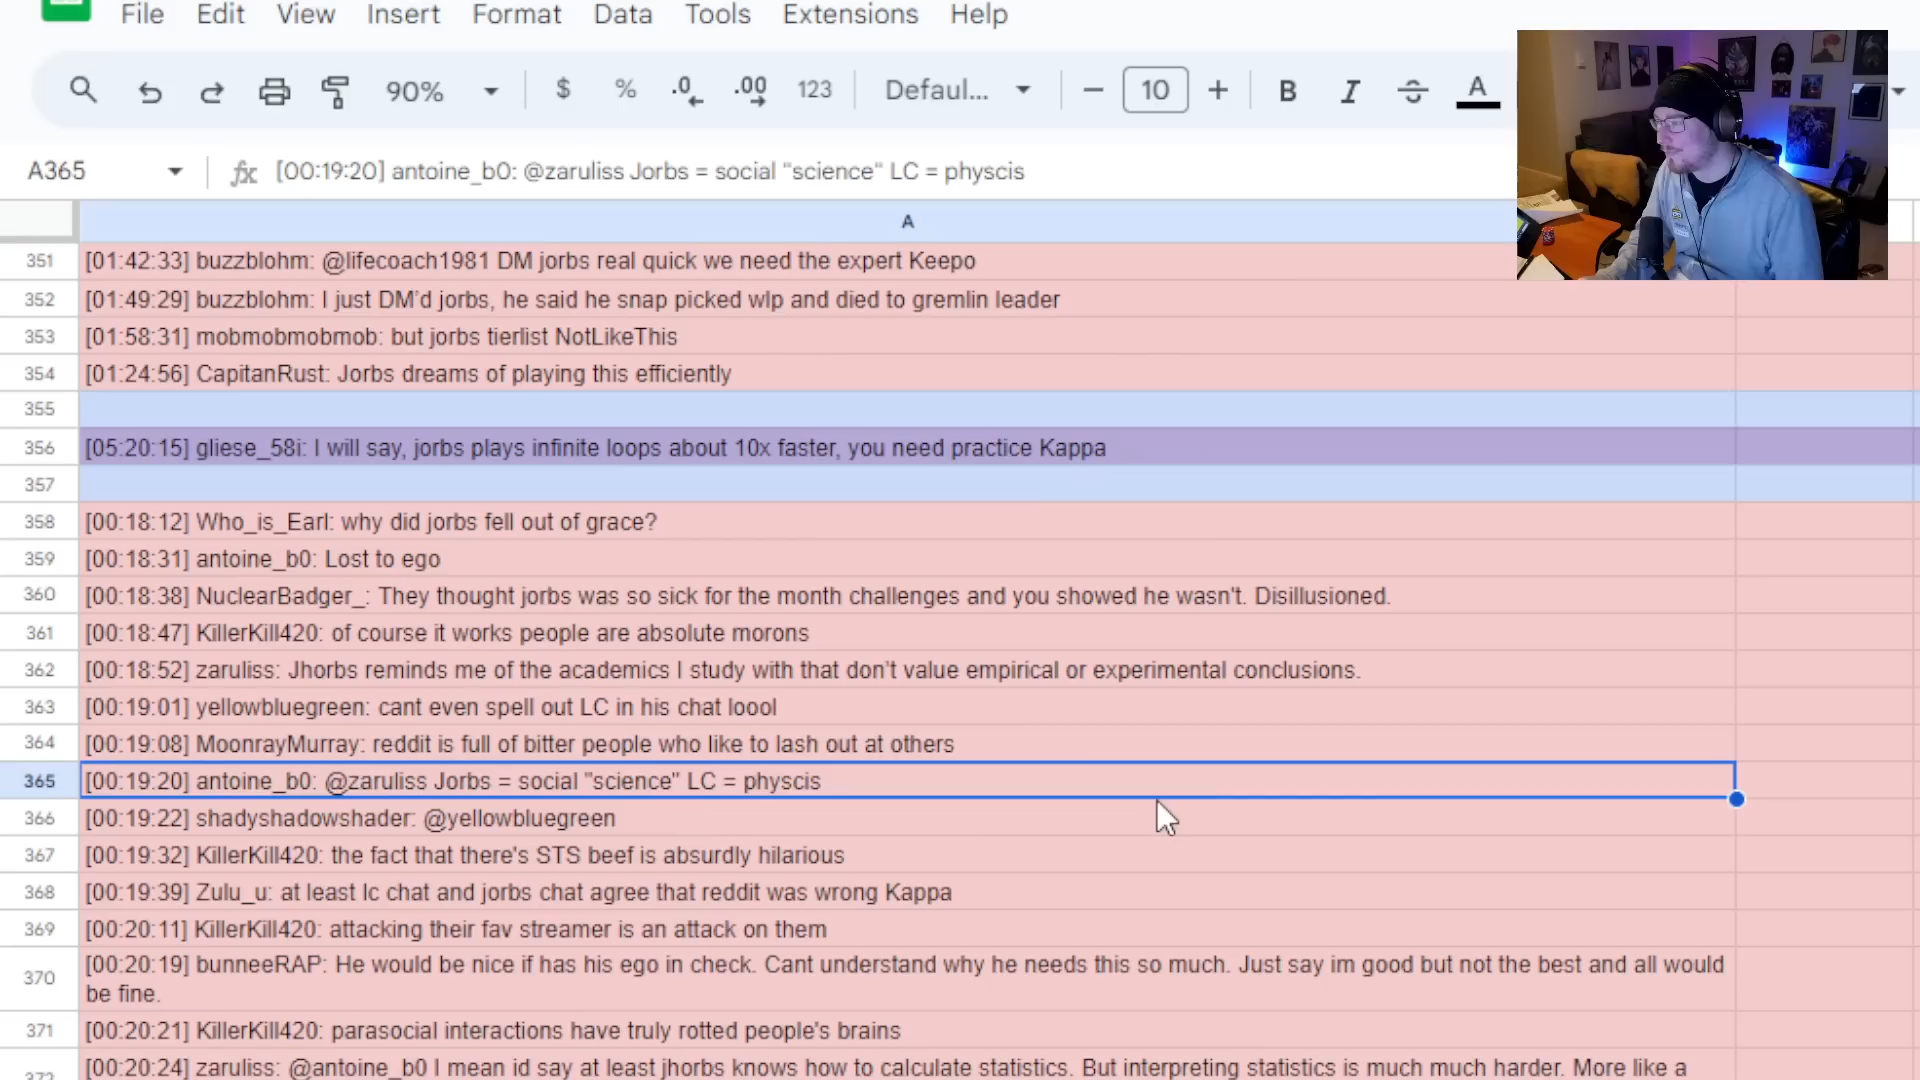 File Edit View Insert Format Data Tools Extensions Help
90% $ % .0 .00 123 Defaul... − 10 + B I S A
A365 fx [00:19:20] antoine_b0: @zaruliss Jorbs = social "science" LC = physcis
A
351 [01:42:33] buzzblohm: @lifecoach1981 DM jorbs real quick we need the expert Keepo
352 [01:49:29] buzzblohm: I just DM'd jorbs, he said he snap picked wlp and died to gremlin leader
353 [01:58:31] mobmobmobmob: but jorbs tierlist NotLikeThis
354 [01:24:56] CapitanRust: Jorbs dreams of playing this efficiently
355
356 [05:20:15] gliese_58i: I will say, jorbs plays infinite loops about 10x faster, you need practice Kappa
357
358 [00:18:12] Who_is_Earl: why did jorbs fell out of grace?
359 [00:18:31] antoine_b0: Lost to ego
360 [00:18:38] NuclearBadger_: They thought jorbs was so sick for the month challenges and you showed he wasn't. Disillusioned.
361 [00:18:47] KillerKill420: of course it works people are absolute morons
362 [00:18:52] zaruliss: Jhorbs reminds me of the academics I study with that don't value empirical or experimental conclusions.
363 [00:19:01] yellowbluegreen: cant even spell out LC in his chat loool
364 [00:19:08] MoonrayMurray: reddit is full of bitter people who like to lash out at others
365 [00:19:20] antoine_b0: @zaruliss Jorbs = social "science" LC = physcis
366 [00:19:22] shadyshadowshader: @yellowbluegreen
367 [00:19:32] KillerKill420: the fact that there's STS beef is absurdly hilarious
368 [00:19:39] Zulu_u: at least lc chat and jorbs chat agree that reddit was wrong Kappa
369 [00:20:11] KillerKill420: attacking their fav streamer is an attack on them
370 [00:20:19] bunneeRAP: He would be nice if has his ego in check. Cant understand why he needs this so much. Just say im good but not the best and all would
be fine.
371 [00:20:21] KillerKill420: parasocial interactions have truly rotted people's brains
372 [00:20:24] zaruliss: @antoine_b0 I mean id say at least jhorbs knows how to calculate statistics. But interpreting statistics is much much harder. More like a